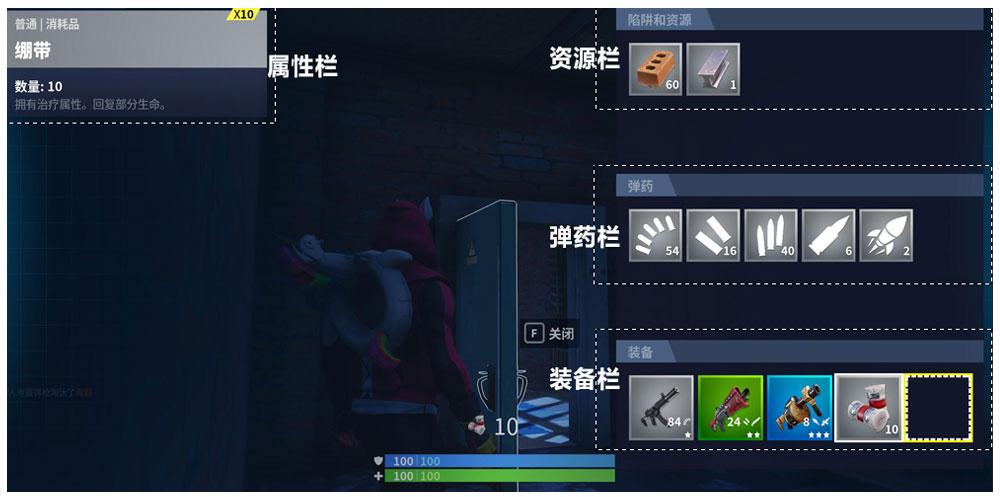 X10
普通 | 消耗品
绷带
数量: 10
拥有治疗属性。回复部分生命。
属性栏
陷阱和资源
资源栏
60
1
弹药
弹药栏
54
16
40
6
2
F 关闭
装备
装备栏
84
24
8
10
10
100 | 100
100 | 100